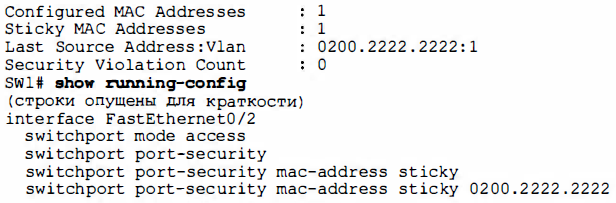 Configured MAC Addresses : 1
Sticky MAC Addresses : 1
Last Source Address:Vlan : 0200.2222.2222:1
Security Violation Count : 0
SW1# show running-config
(строки опущены для краткости)
interface FastEthernet0/2
switchport mode access
switchport port-security
switchport port-security mac-address sticky
switchport port-security mac-address sticky 0200.2222.2222